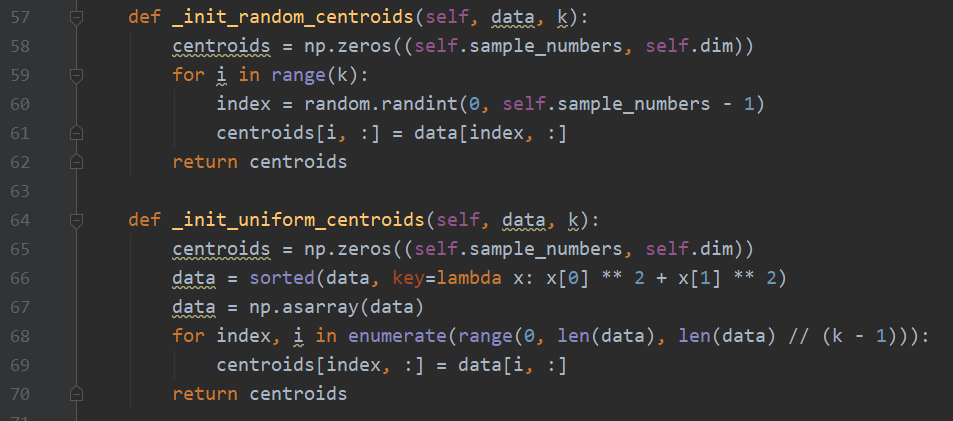 57 def _init_random_centroids(self, data, k):
58 centroids = np.zeros((self.sample_numbers, self.dim))
59 for i in range(k):
60 index = random.randint(0, self.sample_numbers - 1)
61 centroids[i, :] = data[index, :]
62 return centroids
63
64 def _init_uniform_centroids(self, data, k):
65 centroids = np.zeros((self.sample_numbers, self.dim))
66 data = sorted(data, key=lambda x: x[0] ** 2 + x[1] ** 2)
67 data = np.asarray(data)
68 for index, i in enumerate(range(0, len(data), len(data) // (k - 1))):
69 centroids[index, :] = data[i, :]
70 return centroids